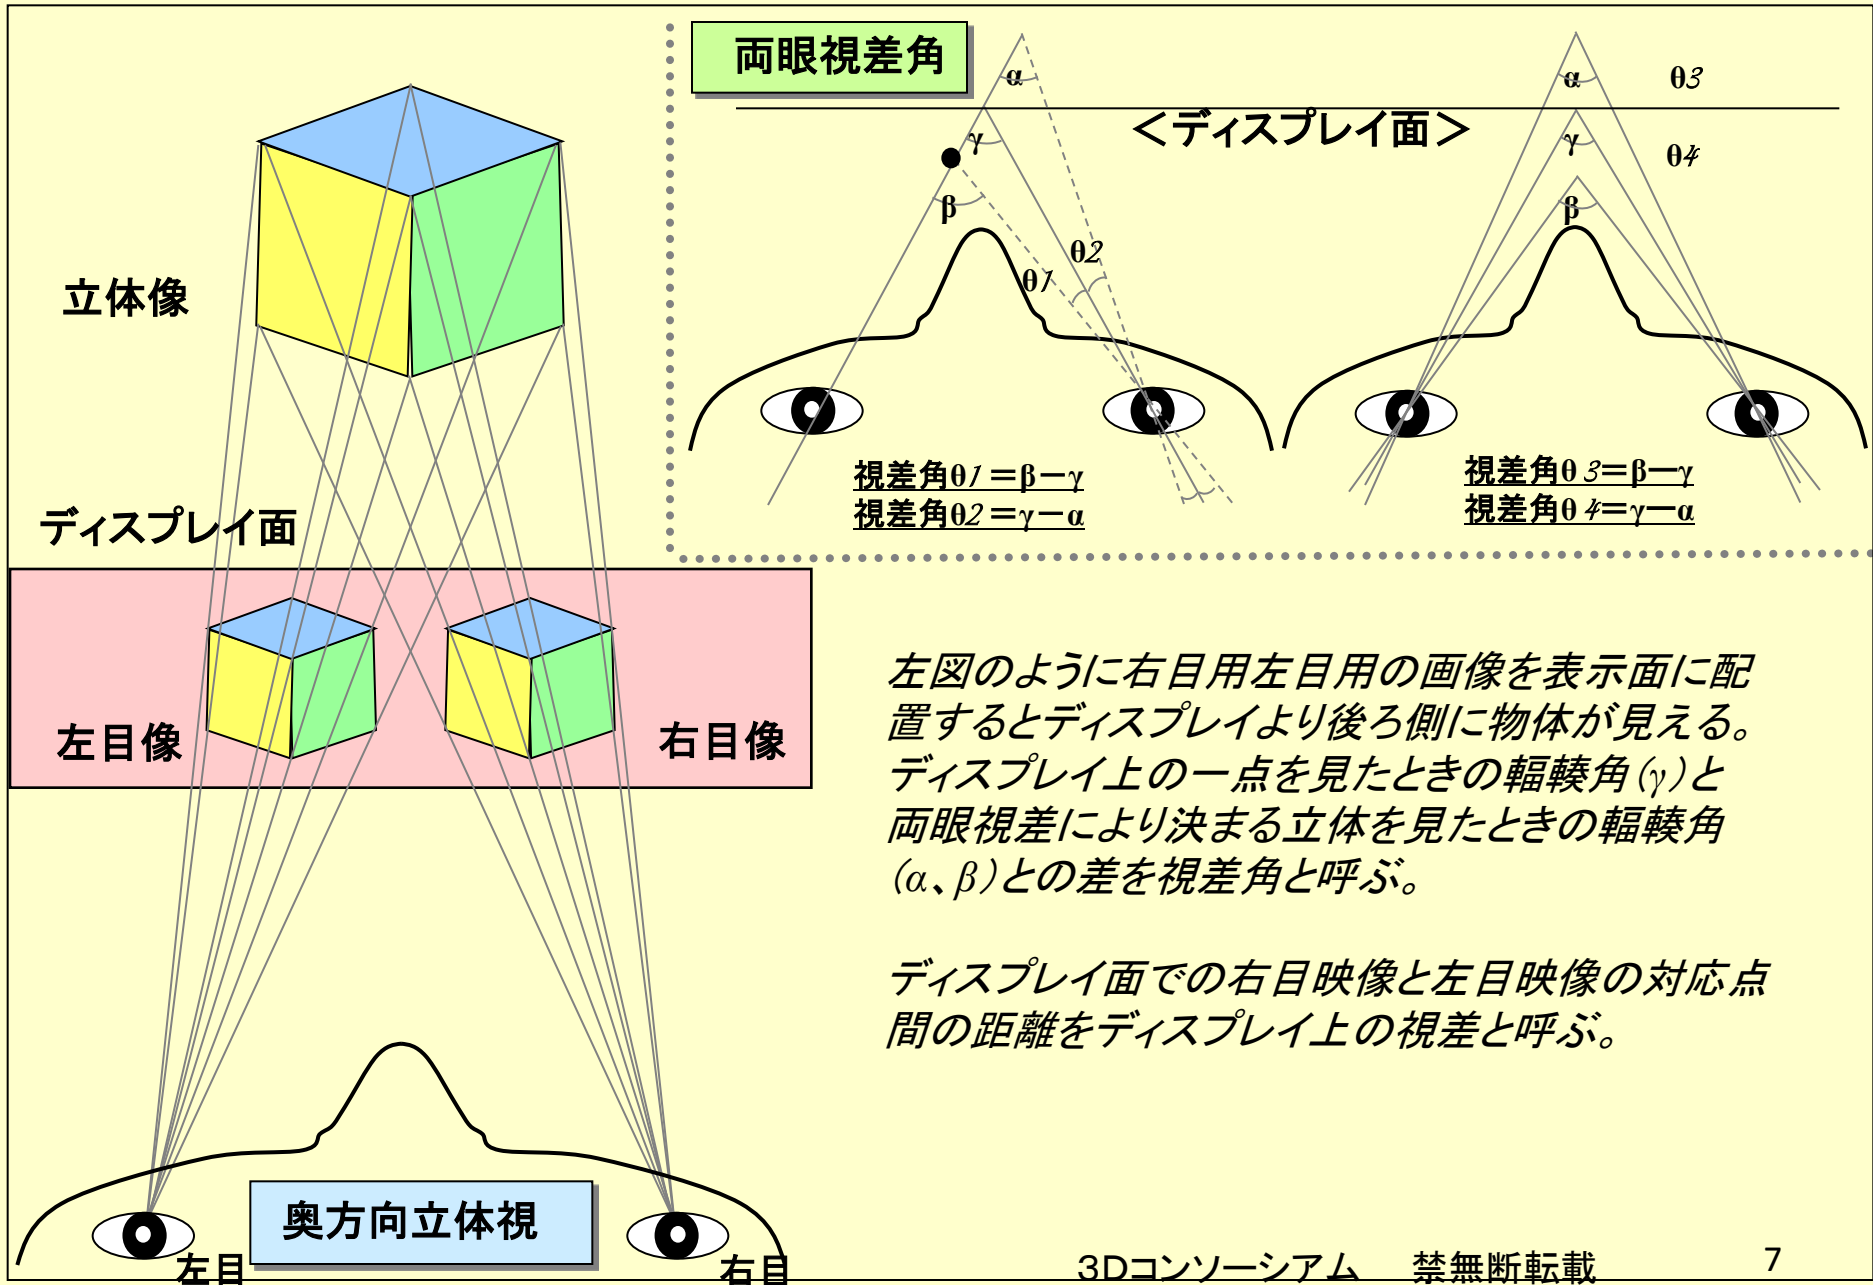 両眼視差角
α
γ
β
θ1
θ2
＜ディスプレイ面＞
α
γ
β
θ3
θ4
視差角θ1＝β－γ
視差角θ2＝γ－α
視差角θ3＝β－γ
視差角θ4＝γ－α
立体像
ディスプレイ面
左目像
右目像
左図のように右目用左目用の画像を表示面に配
置するとディスプレイより後ろ側に物体が見える。
ディスプレイ上の一点を見たときの輻輳角（γ）と
両眼視差により決まる立体を見たときの輻輳角
（α、β）との差を視差角と呼ぶ。
ディスプレイ面での右目映像と左目映像の対応点
間の距離をディスプレイ上の視差と呼ぶ。
奥方向立体視
左目
右目
3Dコンソーシアム　禁無断転載
7